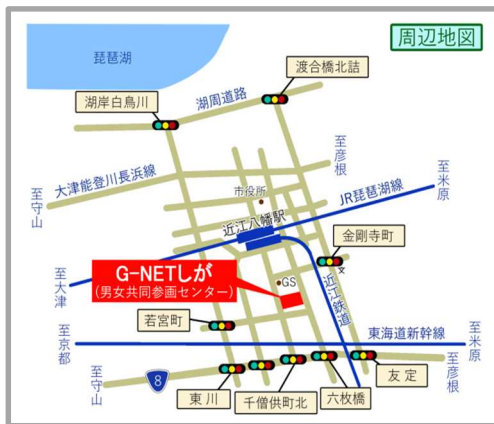 周辺地図
琵琶湖
渡合橋北詰
湖岸白鳥川
湖周道路
至彦根
大津能登川長浜線
至米原
至守山
市役所
JR琵琶湖線
近江八幡駅
金剛寺町
至大津
G-NETしが
(男女共同参画センター)
GS
文
近江鉄道
若宮町
東海道新幹線
至京都
至米原
至守山
8
東川
千僧供町北
六枚橋
友定
至彦根